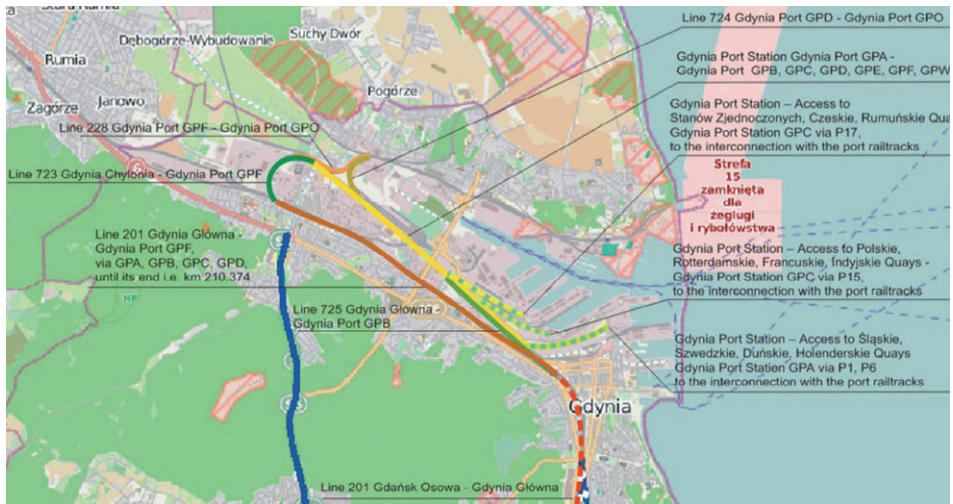 Stara Rumia
Dębogórze-Wybudowanie
Suchy Dwór
Rumia
Pogórze
Zagórze
Janowo
Line 724 Gdynia Port GPD - Gdynia Port GPO
Gdynia Port Station Gdynia Port GPA -
Gdynia Port GPB, GPC, GPD, GPE, GPF, GPW
Gdynia Port Station – Access to
Stanów Zjednoczonych, Czeskie, Rumuńskie Qua
Gdynia Port Station GPC via P17,
to the interconnection with the port railtracks
Line 228 Gdynia Port GPF - Gdynia Port GPO
Line 723 Gdynia Chylonia - Gdynia Port GPF
Strefa
15
zamknięta
dla
żeglugi
i rybołówstwa
Line 201 Gdynia Główna -
Gdynia Port GPF,
via GPA, GPB, GPC, GPD,
until its end i.e. km 210.374
Gdynia Port Station – Access to Polskie,
Rotterdamskie, Francuskie, Indyjskie Quays -
Gdynia Port Station GPC via P15,
to the interconnection with the port railtracks
Line 725 Gdynia Główna
Gdynia Port GPB
Gdynia Port Station – Access to Śląskie,
Szwedzkie, Duńskie, Holenderskie Quays
Gdynia Port Station GPA via P1, P6
to the interconnection with the port railtracks
Gdynia
Line 201 Gdańsk Osowa - Gdynia Główna